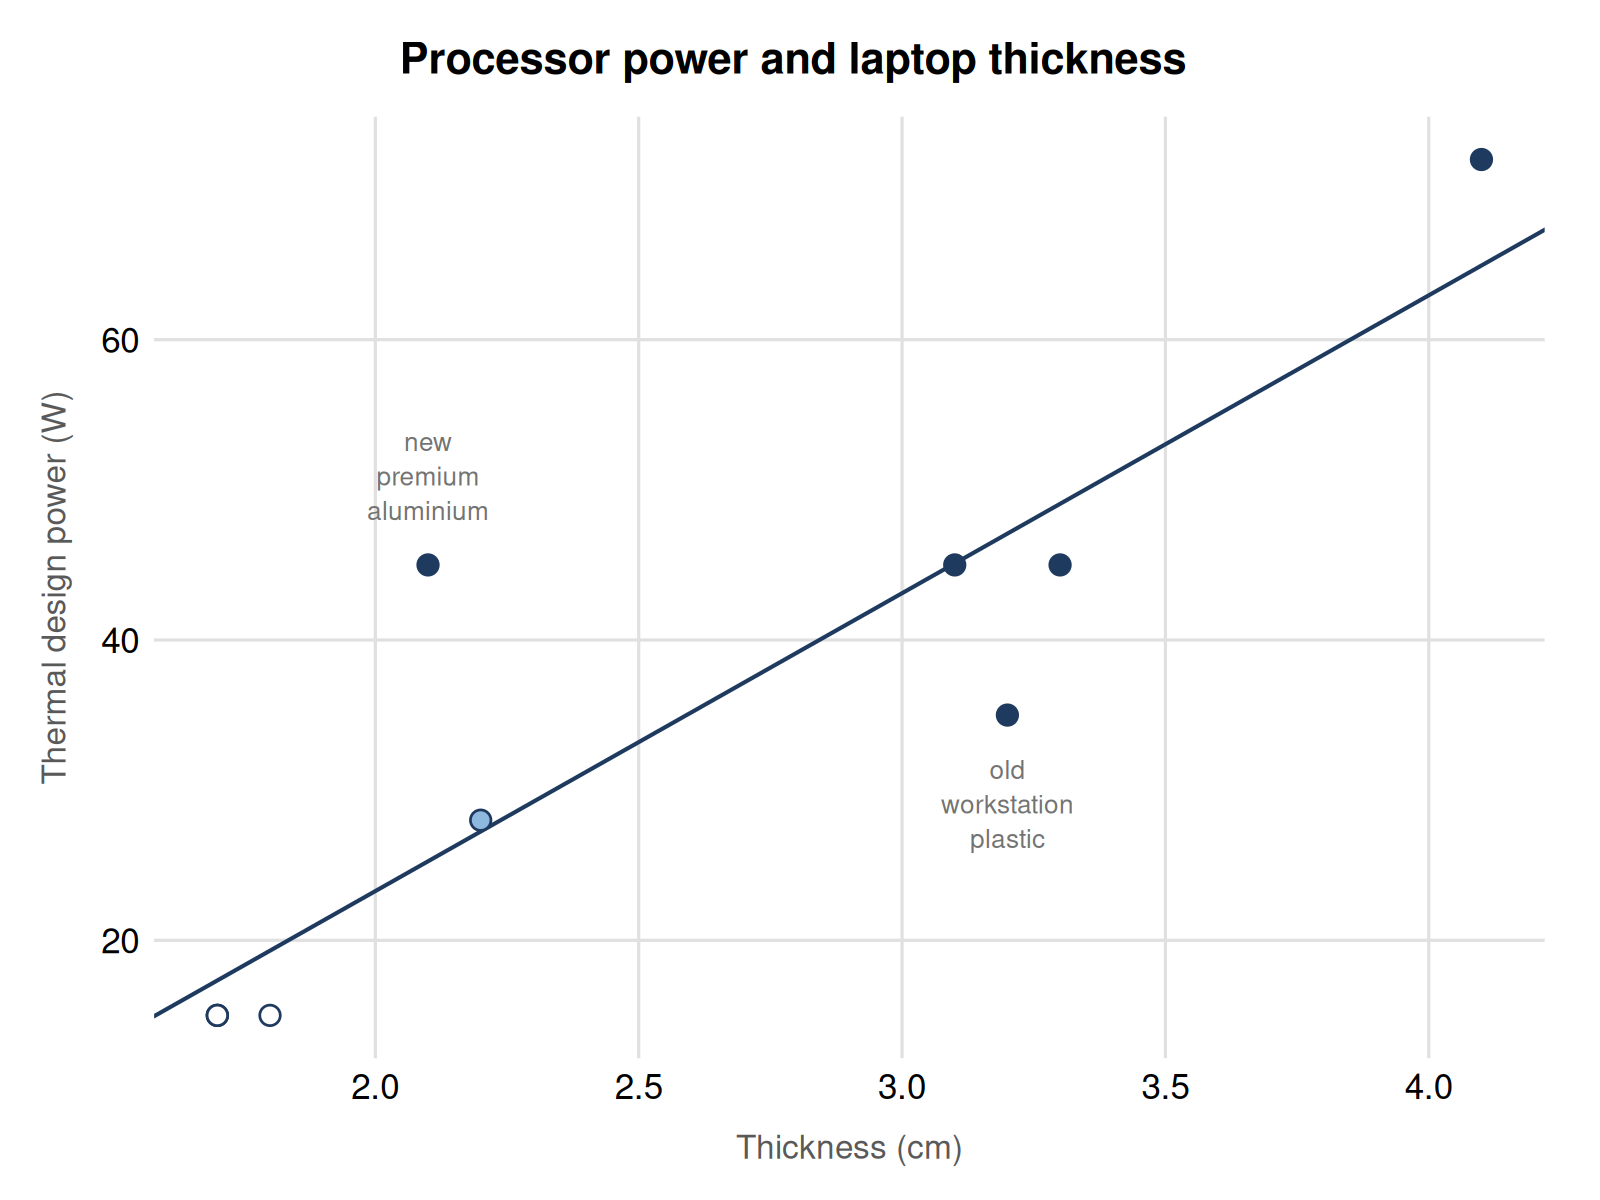 Processor power and laptop thickness
Thermal design power (W)
60
40
20
new
premium
aluminium
old
workstation
plastic
2.0
2.5
3.0
3.5
4.0
Thickness (cm)